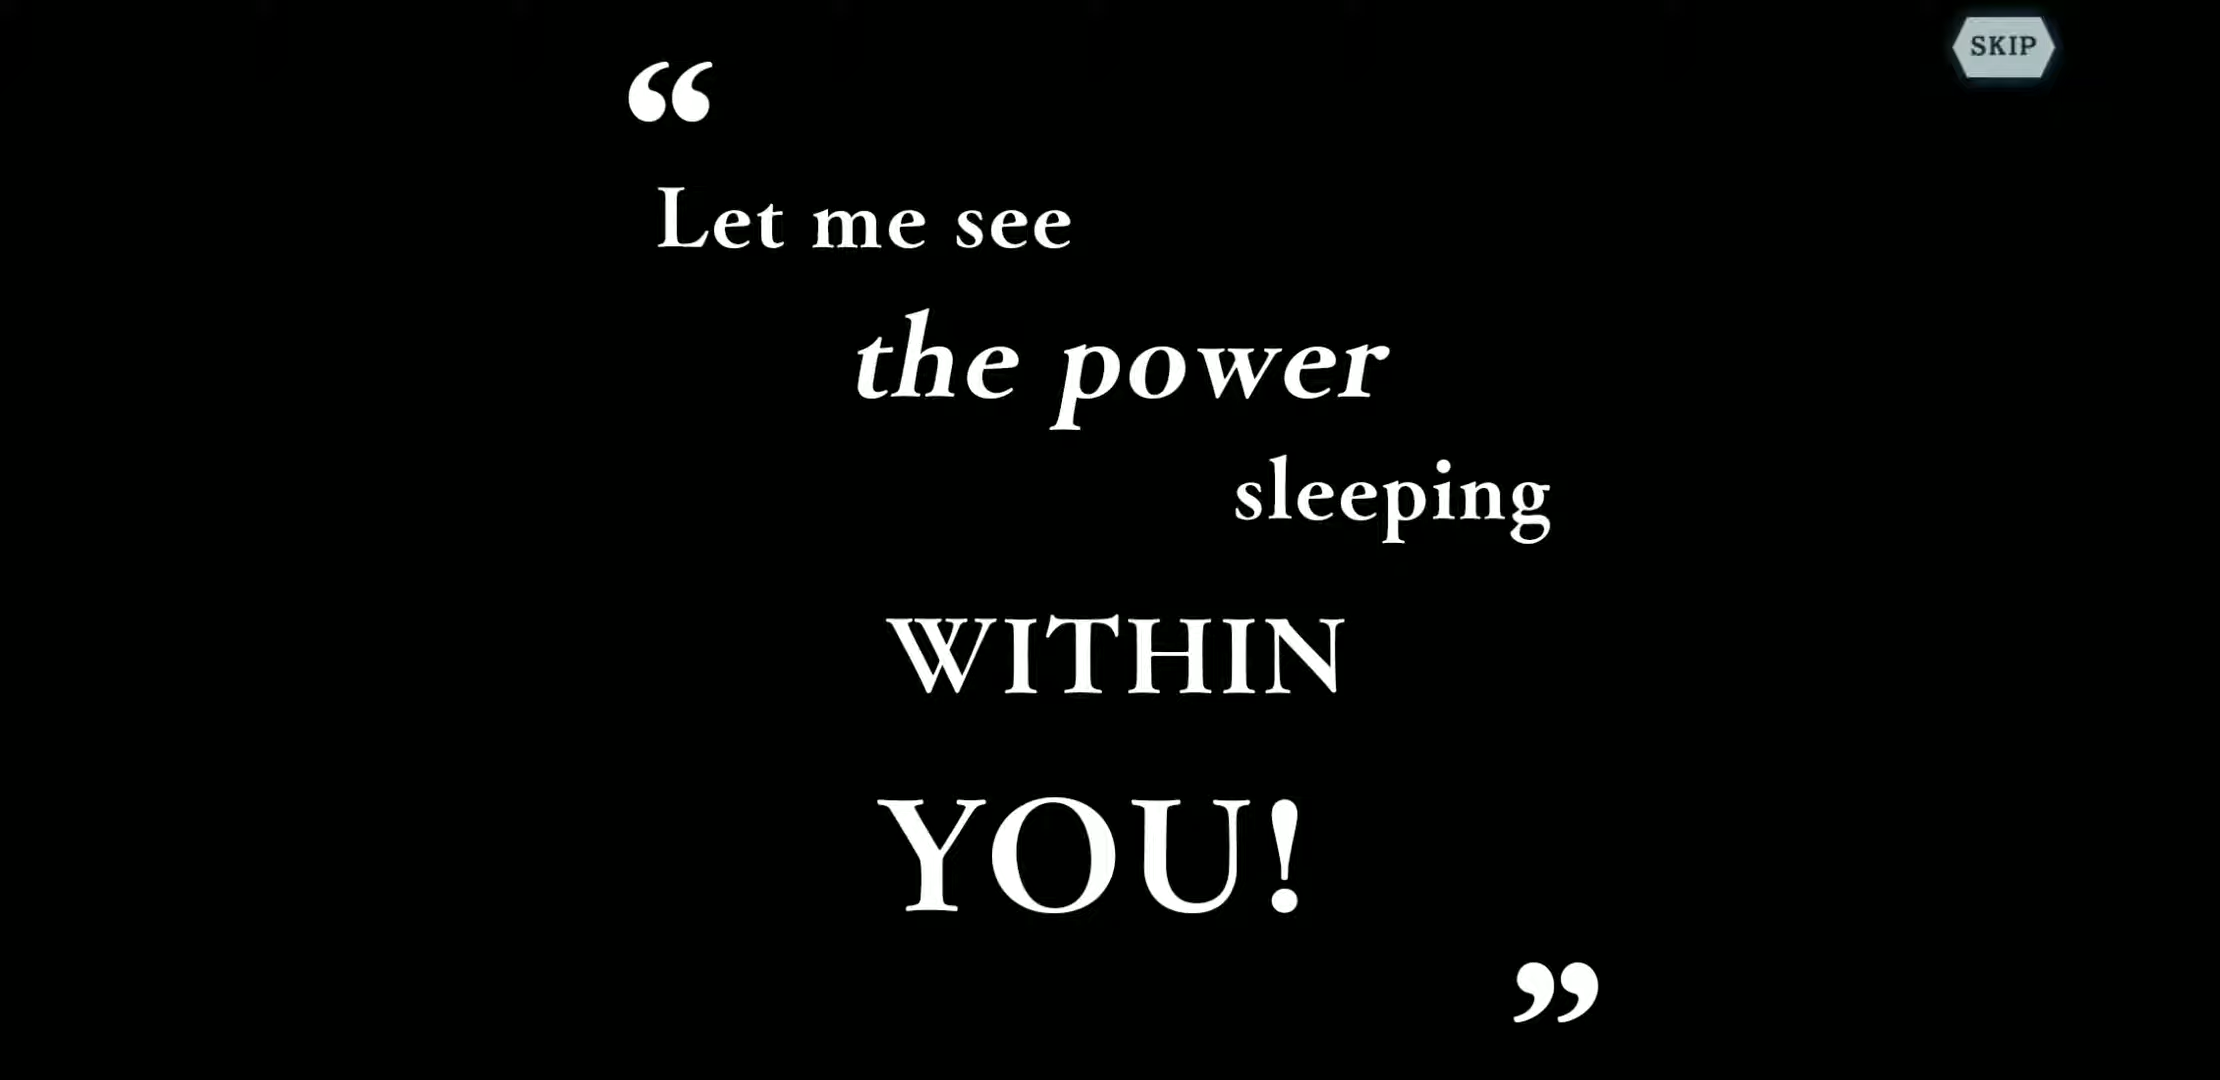 SKIP
“
Let me see
the power
sleeping
WITHIN
YOU!
”